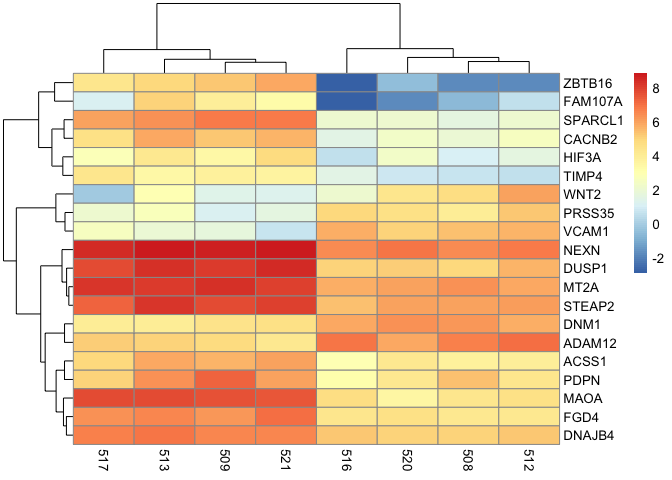 ZBTB16
FAM107A
SPARCL1
CACNB2
HIF3A
TIMP4
WNT2
PRSS35
VCAM1
NEXN
DUSP1
MT2A
STEAP2
DNM1
ADAM12
ACSS1
PDPN
MAOA
FGD4
DNAJB4
8
6
4
2
0
-2
517
513
509
521
516
520
508
512